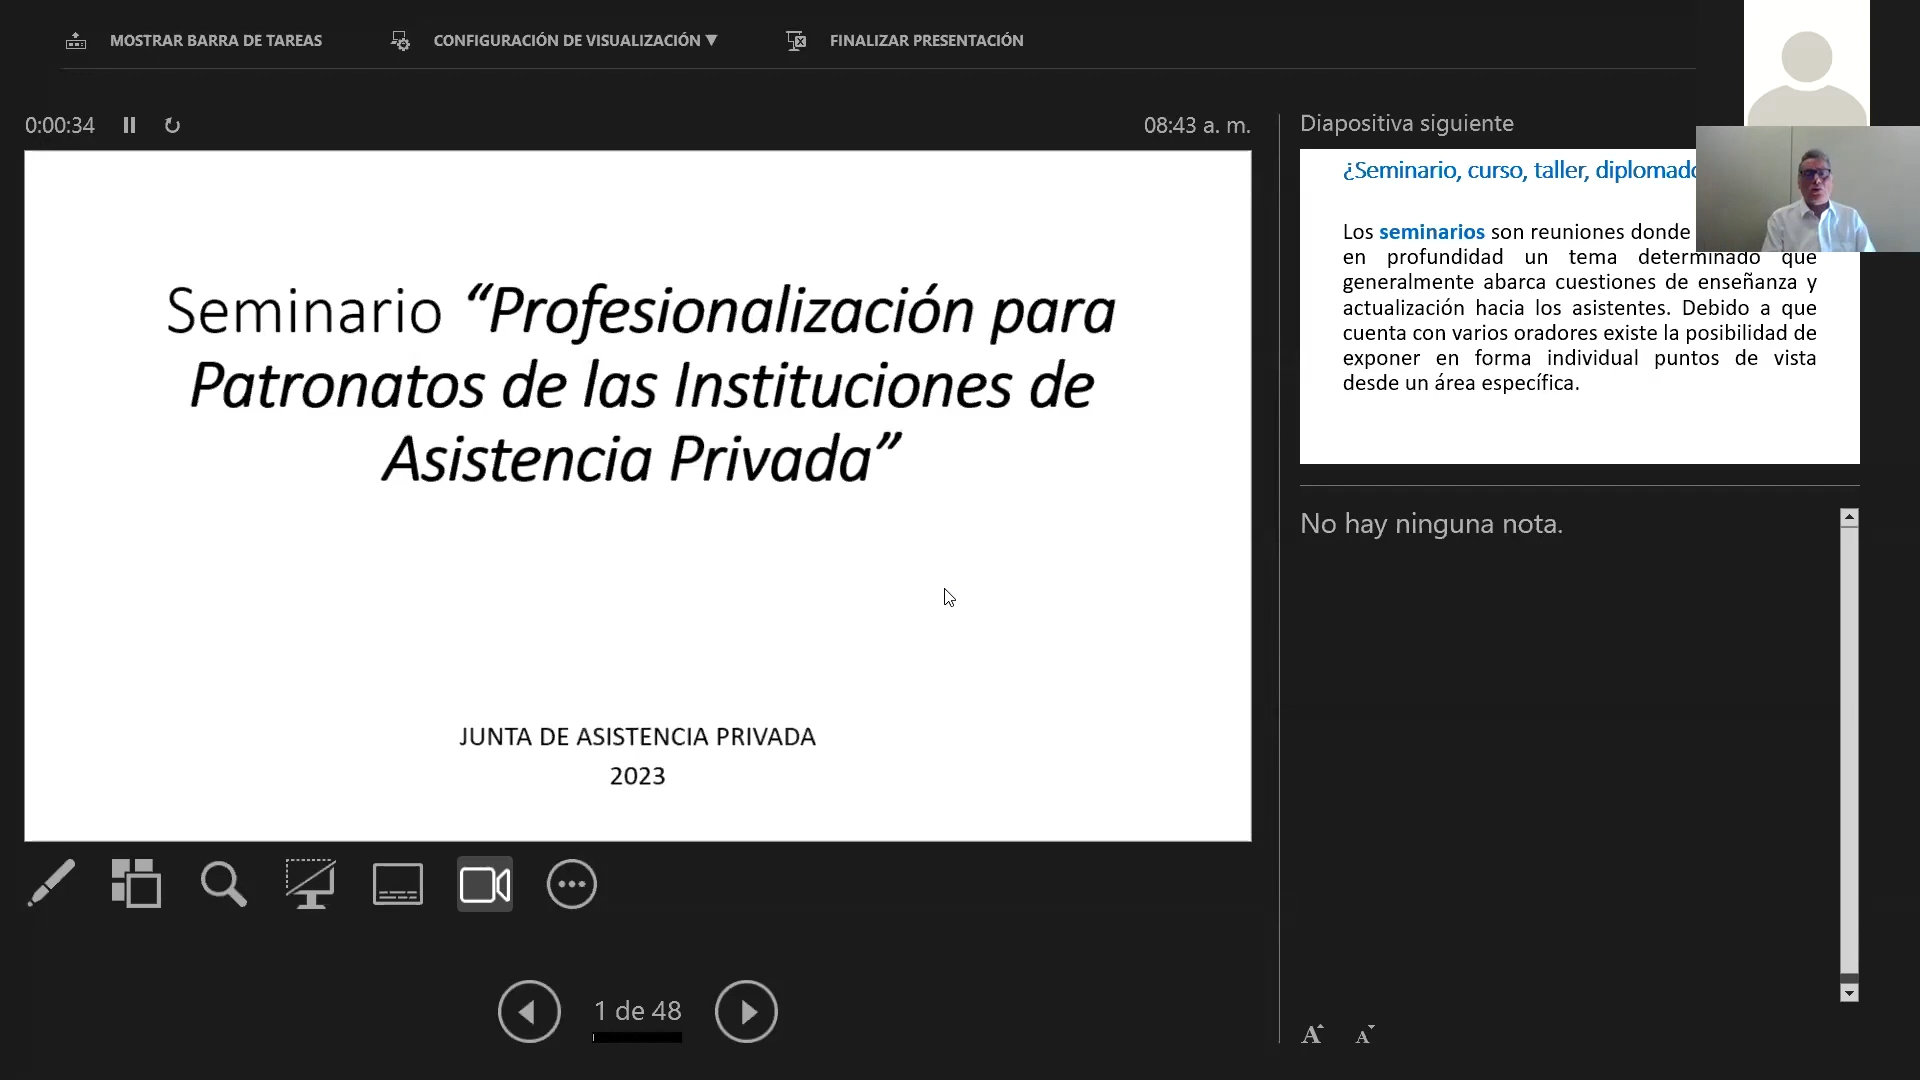 MOSTRAR BARRA DE TAREAS
CONFIGURACIÓN DE VISUALIZACIÓN ▼
FINALIZAR PRESENTACIÓN
0:00:34
08:43 a. m.
Seminario “Profesionalización para
Patronatos de las Instituciones de
Asistencia Privada”
JUNTA DE ASISTENCIA PRIVADA
2023
1 de 48
Diapositiva siguiente
¿Seminario, curso, taller, diplomado
Los seminarios son reuniones donde
en profundidad un tema determinado que
generalmente abarca cuestiones de enseñanza y
actualización hacia los asistentes. Debido a que
cuenta con varios oradores existe la posibilidad de
exponer en forma individual puntos de vista
desde un área específica.
No hay ninguna nota.
A A